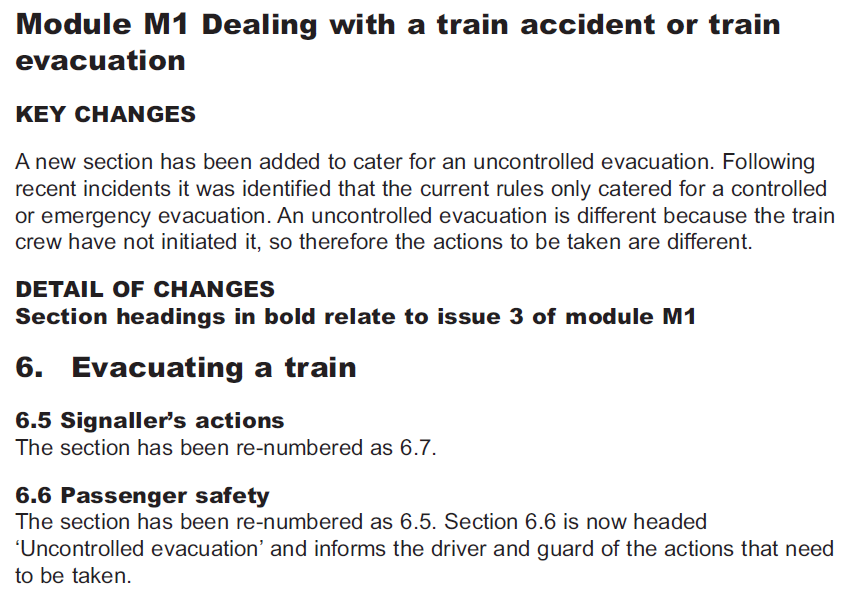 Module M1 Dealing with a train accident or train
evacuation
KEY CHANGES
A new section has been added to cater for an uncontrolled evacuation. Following
recent incidents it was identified that the current rules only catered for a controlled
or emergency evacuation. An uncontrolled evacuation is different because the train
crew have not initiated it, so therefore the actions to be taken are different.
DETAIL OF CHANGES
Section headings in bold relate to issue 3 of module M1
6. Evacuating a train
6.5 Signaller’s actions
The section has been re-numbered as 6.7.
6.6 Passenger safety
The section has been re-numbered as 6.5. Section 6.6 is now headed
‘Uncontrolled evacuation’ and informs the driver and guard of the actions that need
to be taken.